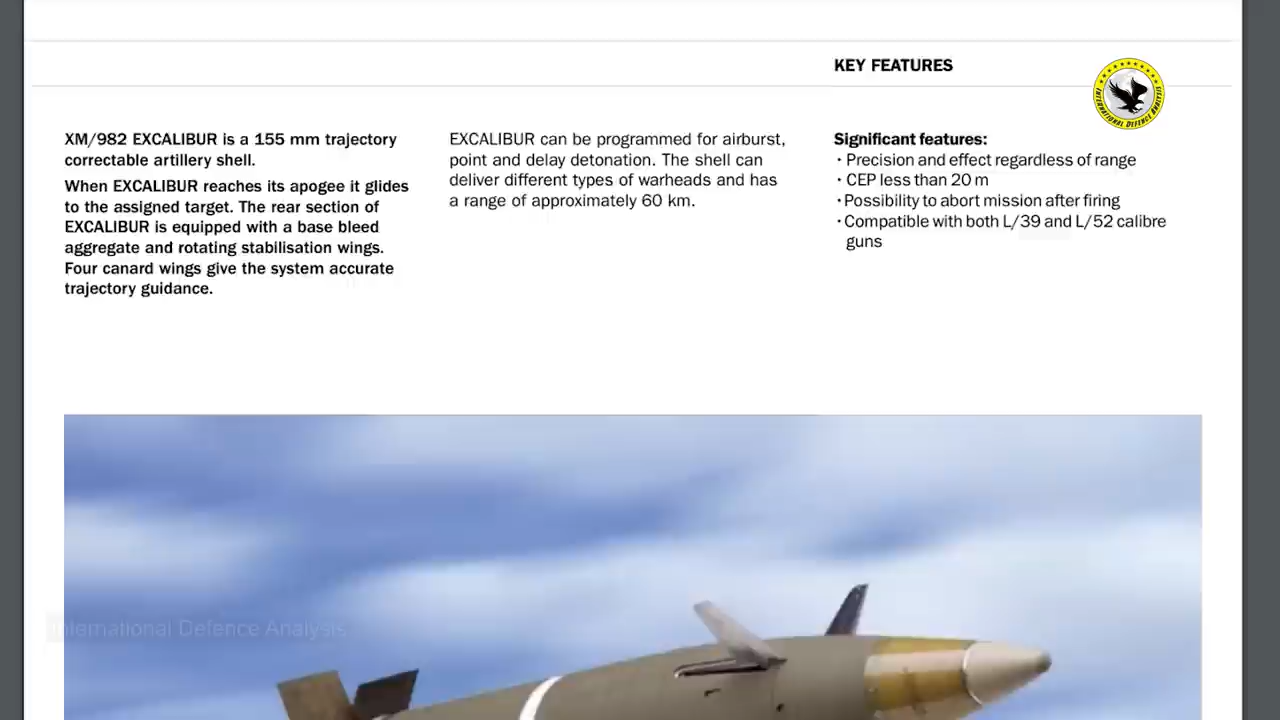 KEY FEATURES
XM/982 EXCALIBUR is a 155 mm trajectory
correctable artillery shell.
When EXCALIBUR reaches its apogee it glides
to the assigned target. The rear section of
EXCALIBUR is equipped with a base bleed
aggregate and rotating stabilisation wings.
Four canard wings give the system accurate
trajectory guidance.
EXCALIBUR can be programmed for airburst,
point and delay detonation. The shell can
deliver different types of warheads and has
a range of approximately 60 km.
Significant features:
· Precision and effect regardless of range
· CEP less than 20 m
· Possibility to abort mission after firing
· Compatible with both L/39 and L/52 calibre
guns
INTERNATIONAL DEFENCE ANALYSIS
International Defence Analysis